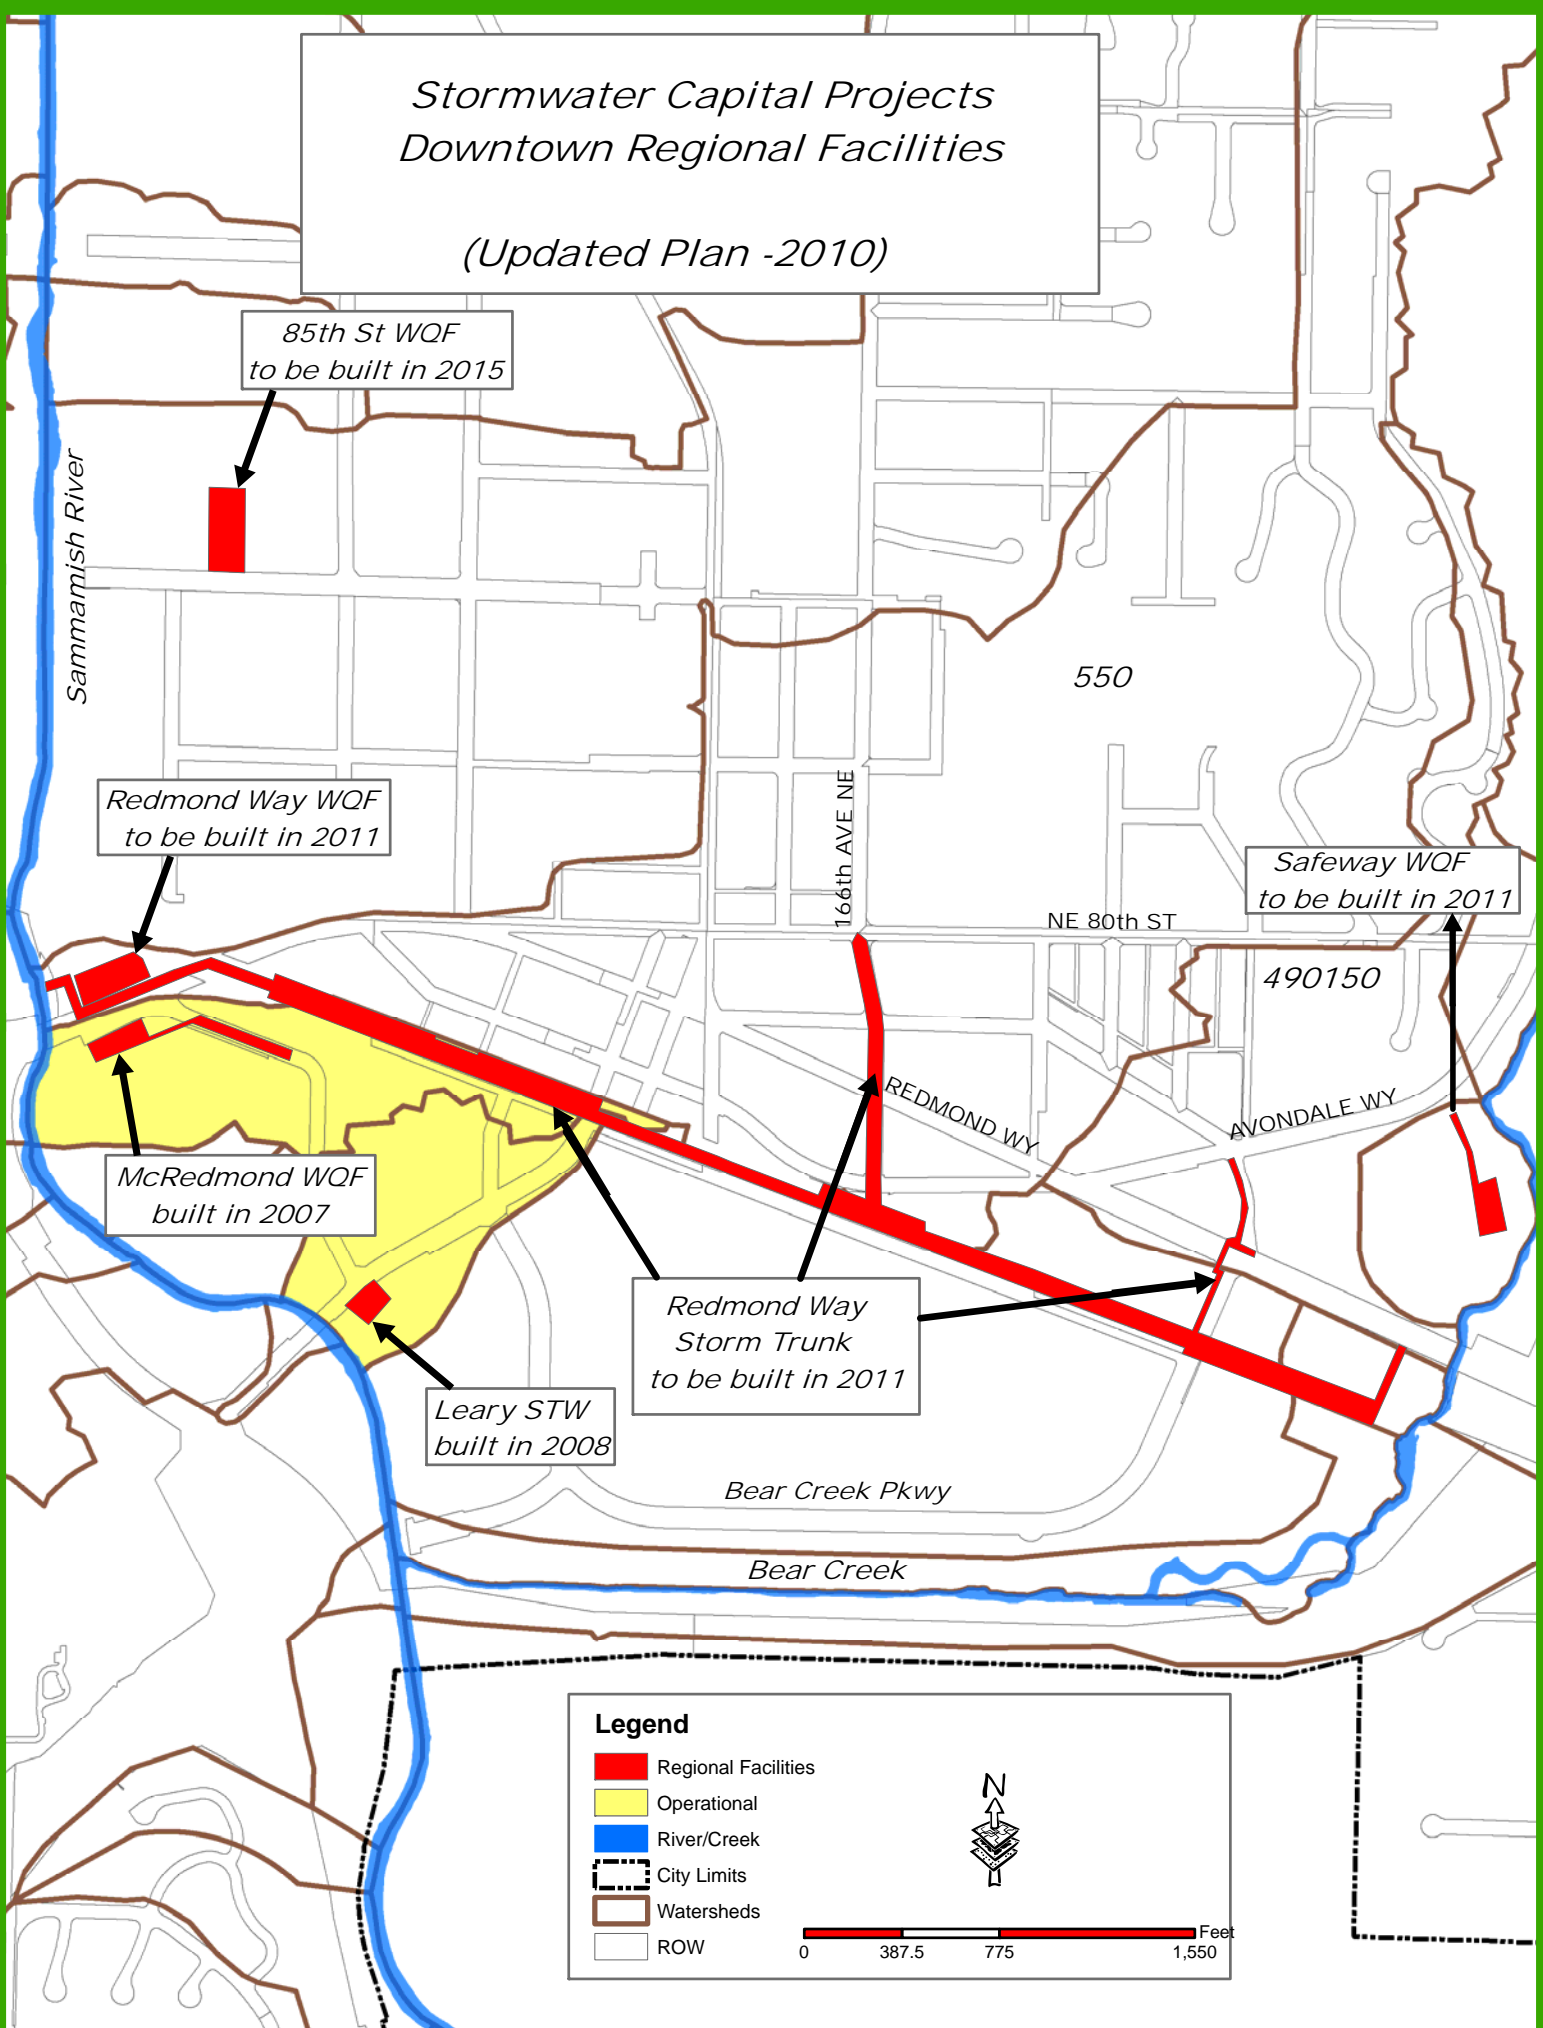 Stormwater Capital Projects
Downtown Regional Facilities
(Updated Plan -2010)
85th St WQF
to be built in 2015
Sammamish River
550
Redmond Way WQF
to be built in 2011
166th AVE NE
Safeway WQF
to be built in 2011
NE 80th ST
490150
REDMOND WY
AVONDALE WY
McRedmond WQF
built in 2007
Redmond Way
Storm Trunk
to be built in 2011
Leary STW
built in 2008
Bear Creek Pkwy
Bear Creek
Legend
Regional Facilities
Operational
River/Creek
City Limits
Watersheds
ROW
N
Feet
0 387.5 775 1,550